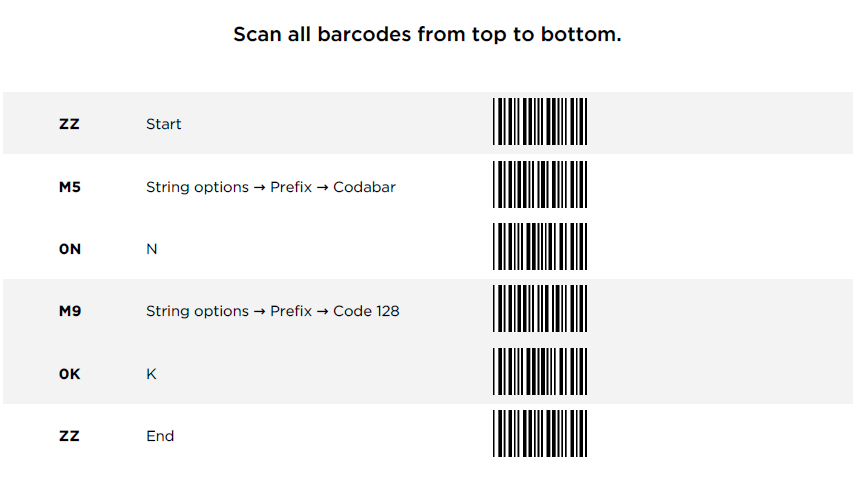 Scan all barcodes from top to bottom.
ZZ Start
M5 String options → Prefix → Codabar
0N N
M9 String options → Prefix → Code 128
0K K
ZZ End